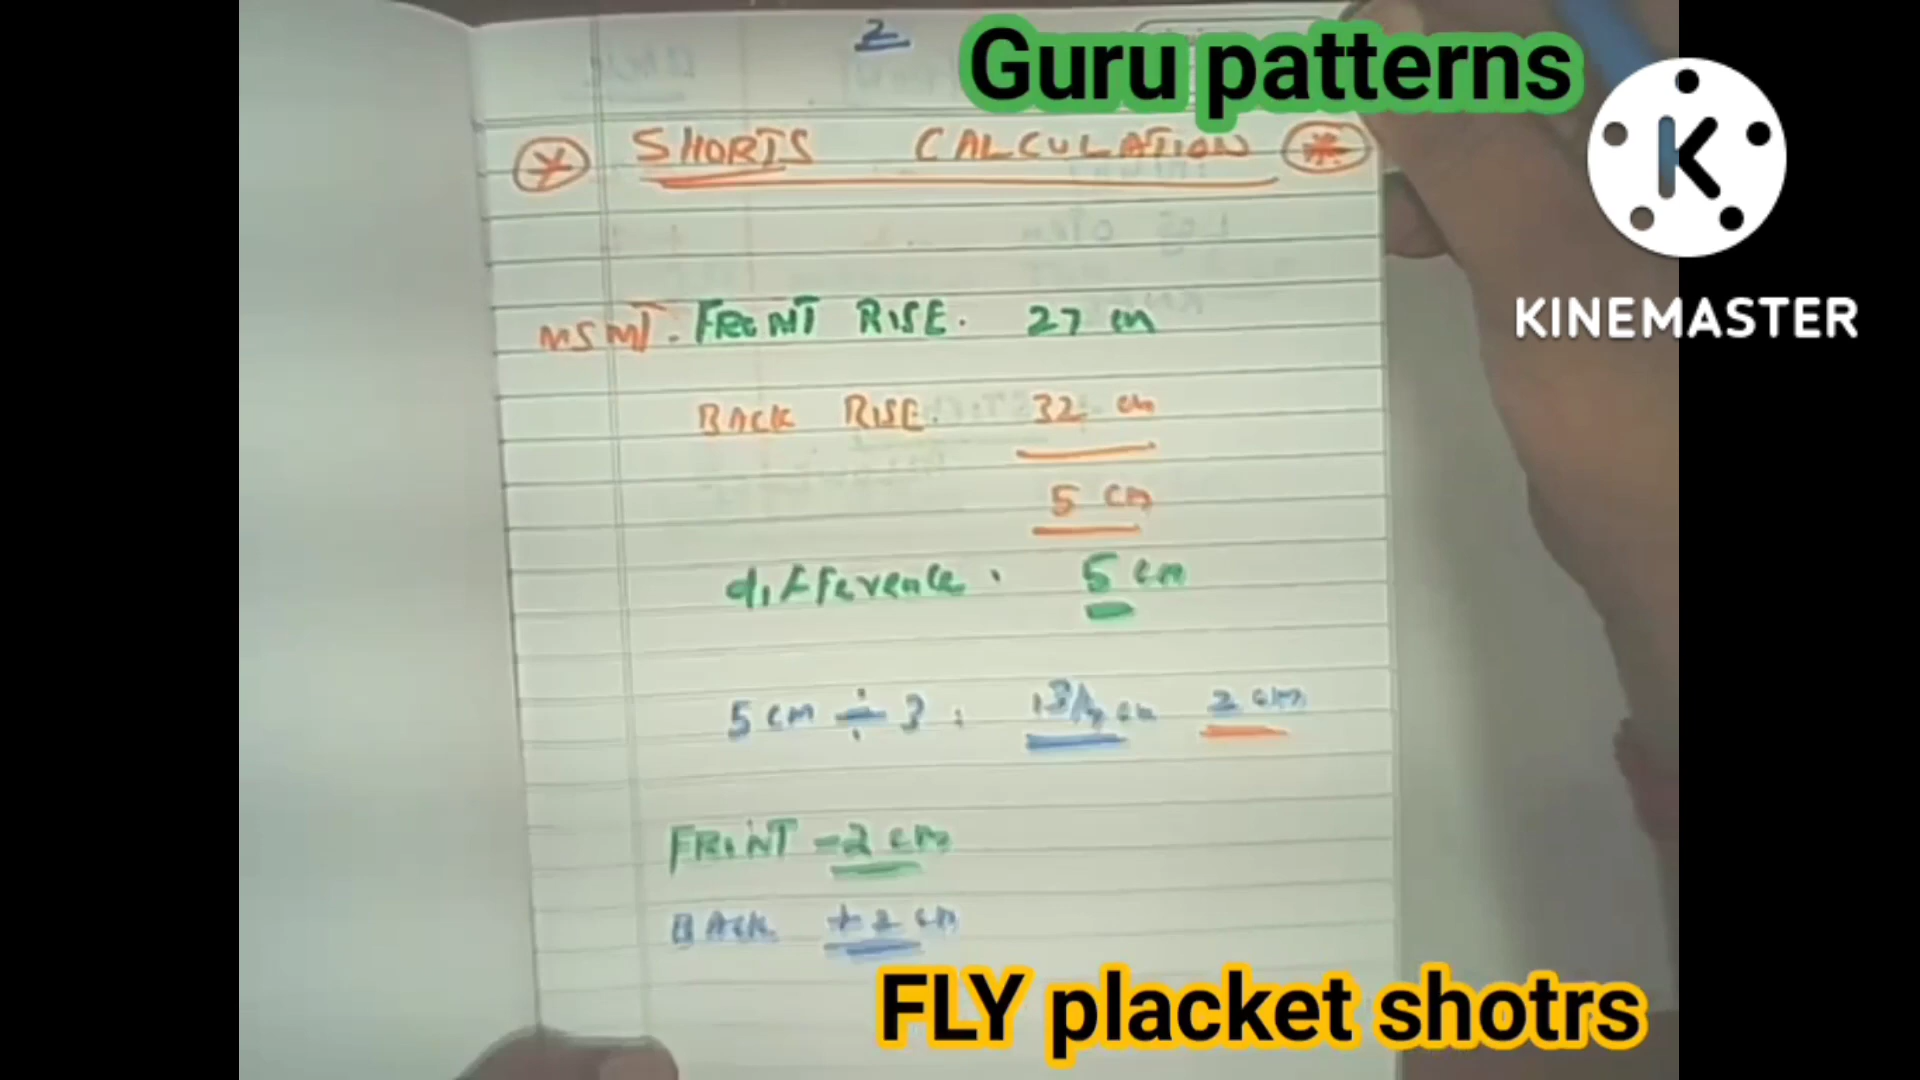 2
Guru patterns
SHORTS CALCULATION
KINEMASTER
MSMT. FRONT RISE. 27 cm
BACK RISE. 32 cm
5 cm
difference. 5 cm
5 cm ÷ 3 : 1 3/4 cm 2 cm
FRONT -2 cm
BACK +2 cm
FLY placket shotrs